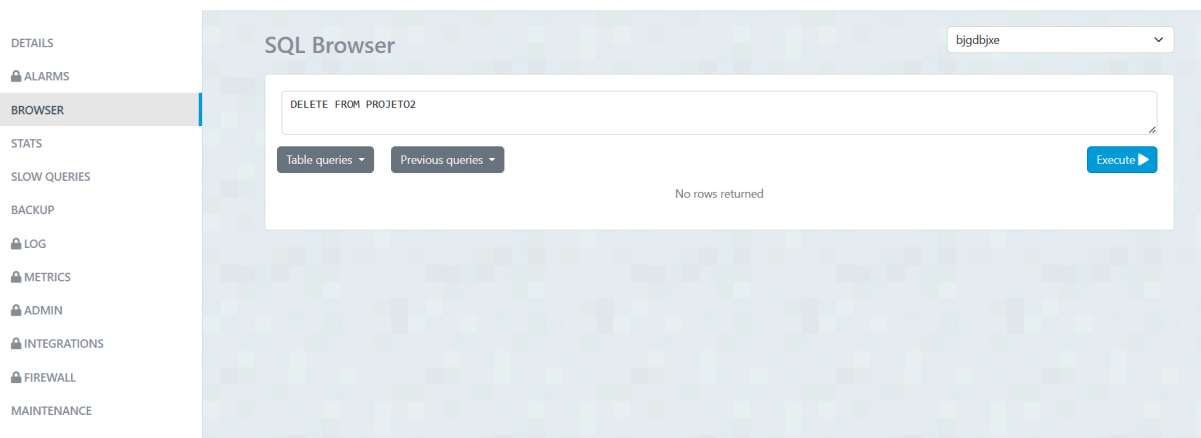 DETAILS
ALARMS
BROWSER
STATS
SLOW QUERIES
BACKUP
LOG
METRICS
ADMIN
INTEGRATIONS
FIREWALL
MAINTENANCE
SQL Browser
bjgdbjxe
DELETE FROM PROJETO2
Table queries
Previous queries
Execute
No rows returned